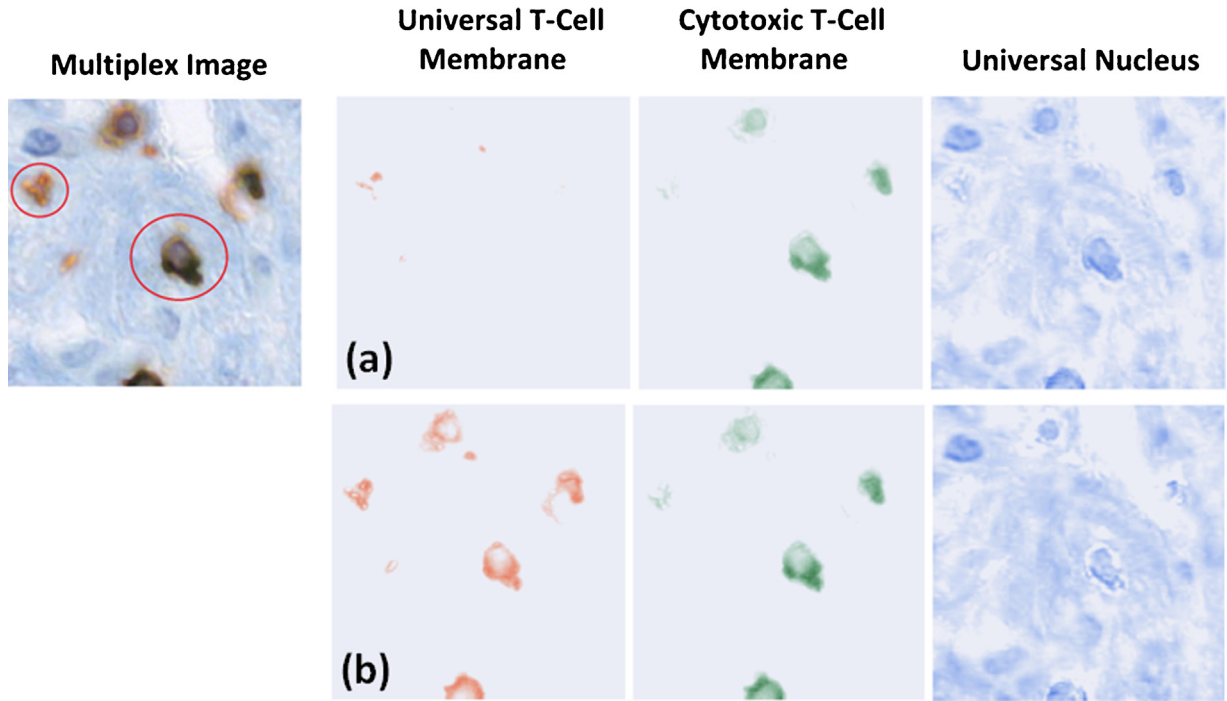 Multiplex Image
Universal T-Cell
Membrane
Cytotoxic T-Cell
Membrane
Universal Nucleus
(a)
(b)